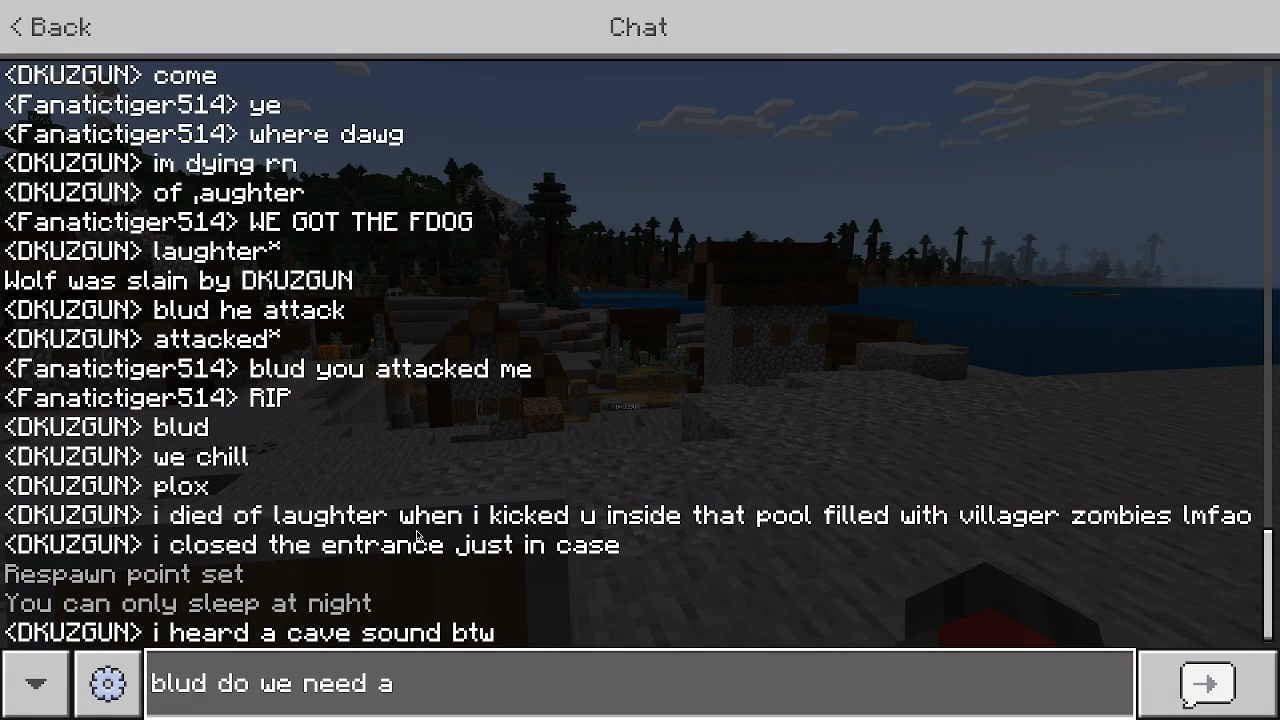 < Back
Chat
<DKUZGUN> come
<Fanatictiger514> ye
<Fanatictiger514> where dawg
<DKUZGUN> im dying rn
<DKUZGUN> of ,aughter
<Fanatictiger514> WE GOT THE FDOG
<DKUZGUN> laughter*
Wolf was slain by DKUZGUN
<DKUZGUN> blud he attack
<DKUZGUN> attacked*
<Fanatictiger514> blud you attacked me
<Fanatictiger514> RIP
<DKUZGUN> blud
<DKUZGUN> we chill
<DKUZGUN> plox
<DKUZGUN> i died of laughter when i kicked u inside that pool filled with villager zombies lmfao
<DKUZGUN> i closed the entrance just in case
Respawn point set
You can only sleep at night
<DKUZGUN> i heard a cave sound btw
blud do we need a
DKUZGUN